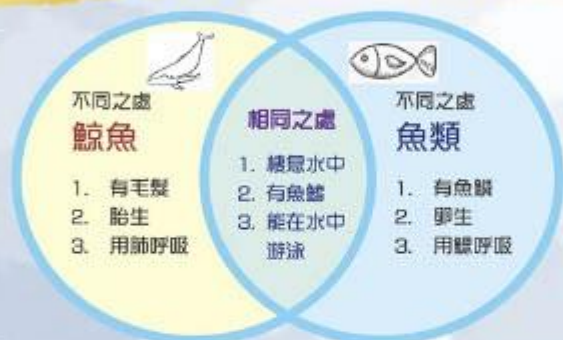 不同之處
鯨魚
1. 有毛髮
2. 胎生
3. 用肺呼吸
相同之處
1. 棲息水中
2. 有魚鰭
3. 能在水中
游泳
不同之處
魚類
1. 有魚鱗
2. 卵生
3. 用鰓呼吸